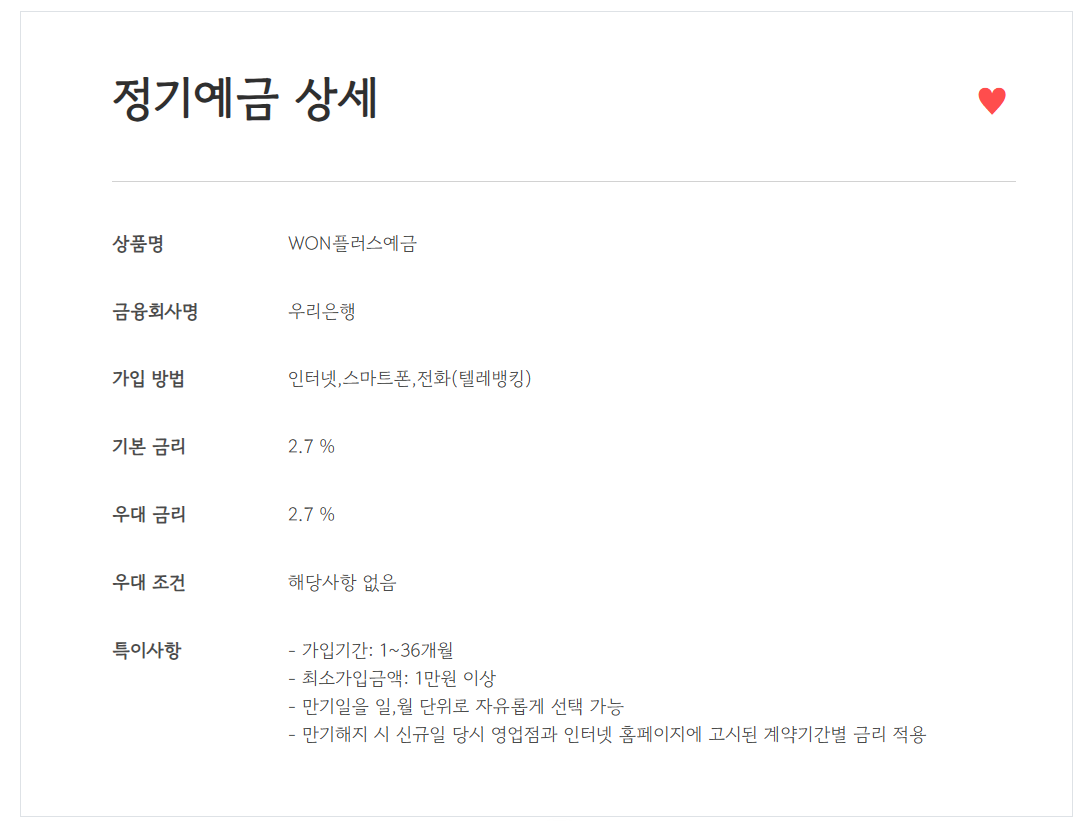 정기예금 상세
상품명 WON플러스예금
금융회사명 우리은행
가입 방법 인터넷,스마트폰,전화(텔레뱅킹)
기본 금리 2.7 %
우대 금리 2.7 %
우대 조건 해당사항 없음
특이사항 - 가입기간: 1~36개월
- 최소가입금액: 1만원 이상
- 만기일을 일,월 단위로 자유롭게 선택 가능
- 만기해지 시 신규일 당시 영업점과 인터넷 홈페이지에 고시된 계약기간별 금리 적용